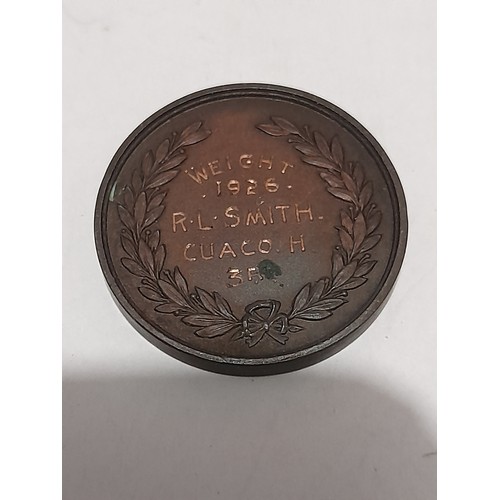 WEIGHT
. 1926 .
R. L. SMITH.
CUACO. H